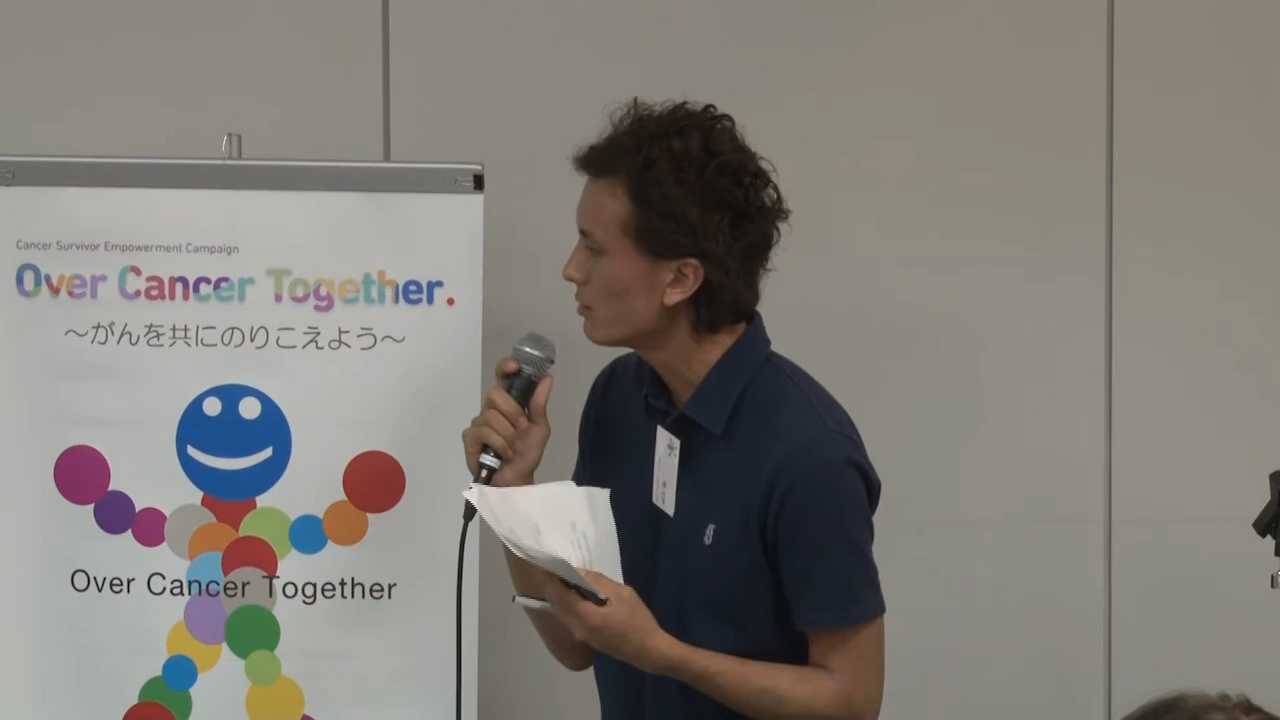 Cancer Survivor Empowerment Campaign
Over Cancer Together.
〜がんを共にのりこえよう〜
Over Cancer Together